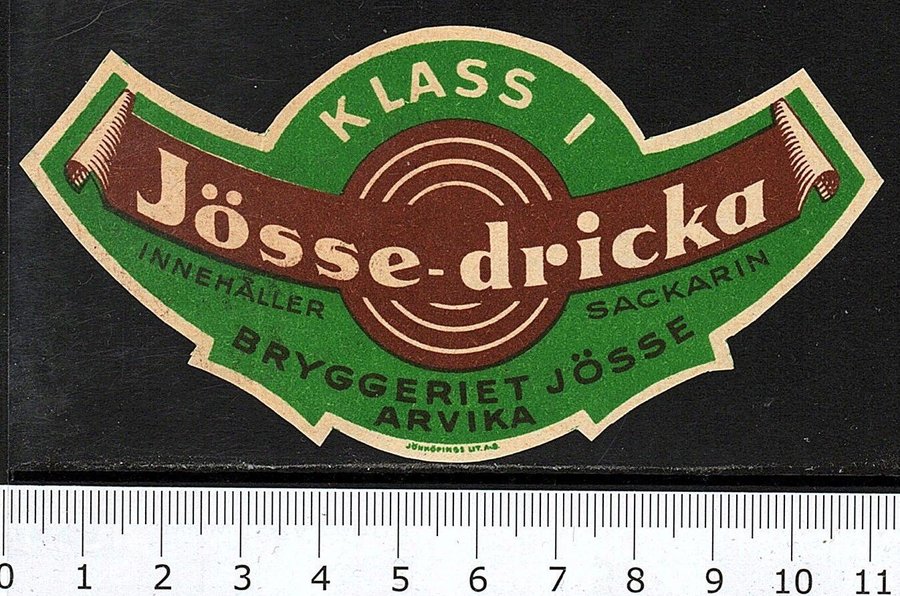 KLASS I
Jösse-dricka
INNEHÅLLER SACKARIN
BRYGGERIET JÖSSE
ARVIKA
JÖNKÖPINGS LIT. A.B.
0 1 2 3 4 5 6 7 8 9 10 11